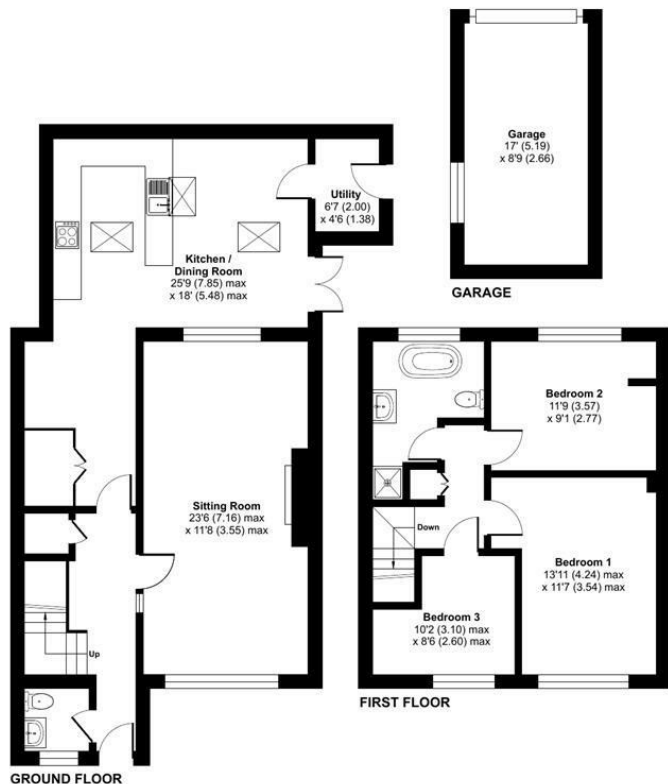 Garage
17' (5.19)
x 8'9 (2.66)
GARAGE
Utility
6'7 (2.00)
x 4'6 (1.38)
Kitchen /
Dining Room
25'9 (7.85) max
x 18' (5.48) max
Sitting Room
23'6 (7.16) max
x 11'8 (3.55) max
Up
GROUND FLOOR
Bedroom 2
11'9 (3.57)
x 9'1 (2.77)
Down
Bedroom 1
13'11 (4.24) max
x 11'7 (3.54) max
Bedroom 3
10'2 (3.10) max
x 8'6 (2.60) max
FIRST FLOOR